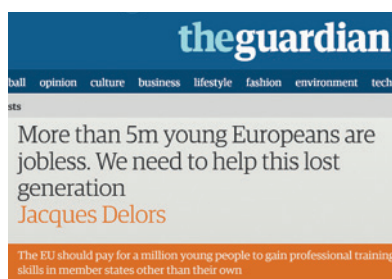 theguardian
ball opinion culture business lifestyle fashion environment tech
sts
More than 5m young Europeans are
jobless. We need to help this lost
generation
Jacques Delors
The EU should pay for a million young people to gain professional training
skills in member states other than their own